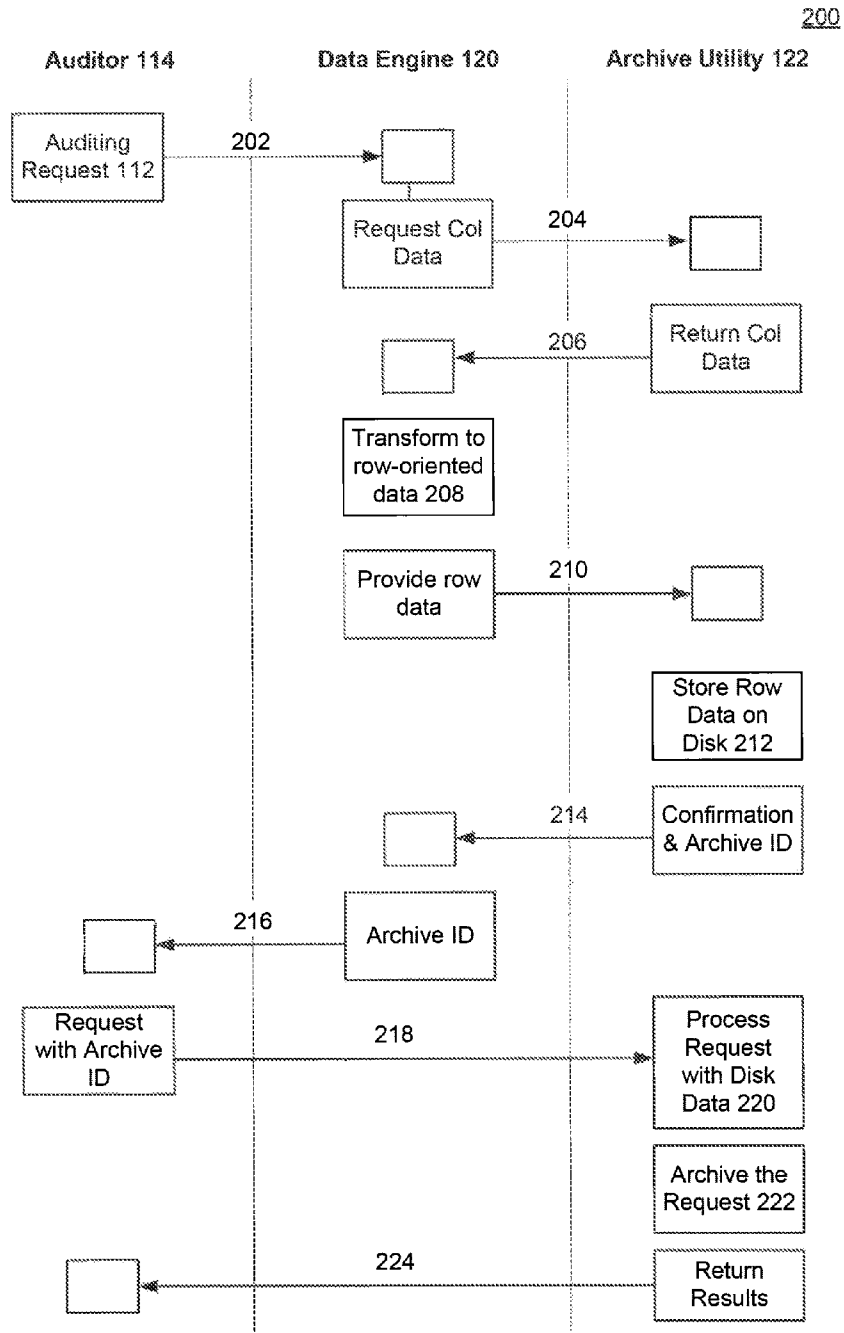 200
Auditor 114
Data Engine 120
Archive Utility 122
Auditing
Request 112
202
Request Col
Data
204
206
Return Col
Data
Transform to
row-oriented
data 208
Provide row
data
210
Store Row
Data on
Disk 212
214
Confirmation
& Archive ID
216
Archive ID
Request
with Archive
ID
218
Process
Request
with Disk
Data 220
Archive the
Request 222
224
Return
Results